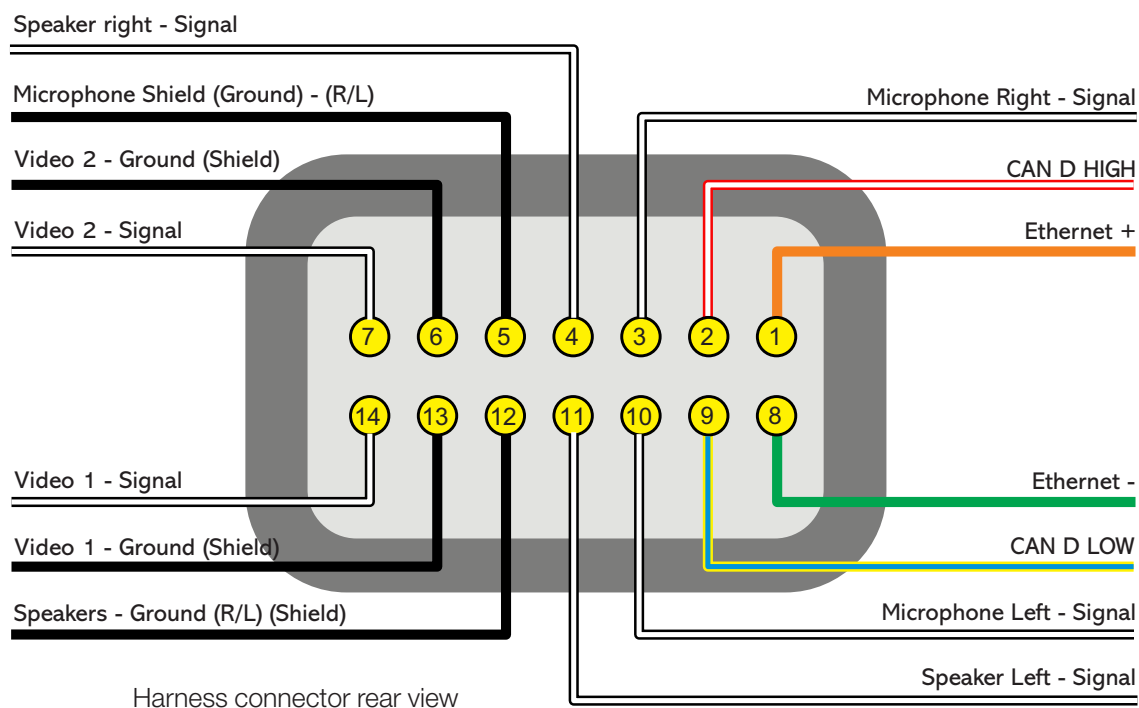 Speaker right - Signal
Microphone Shield (Ground) - (R/L)
Microphone Right - Signal
Video 2 - Ground (Shield)
CAN D HIGH
Video 2 - Signal
Ethernet +
7 6 5 4 3 2 1
14 13 12 11 10 9 8
Video 1 - Signal
Ethernet -
Video 1 - Ground (Shield)
CAN D LOW
Speakers - Ground (R/L) (Shield)
Microphone Left - Signal
Speaker Left - Signal
Harness connector rear view